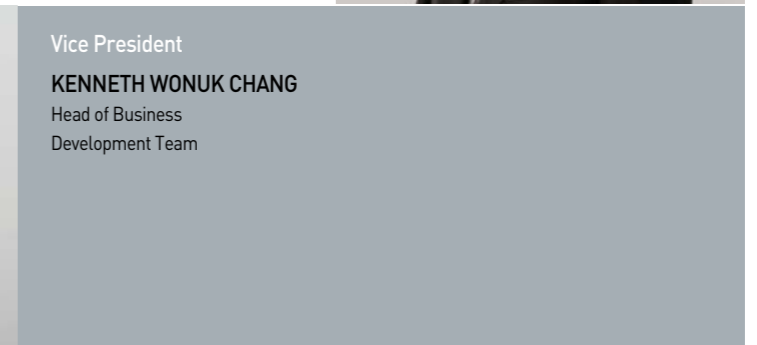 Vice President
KENNETH WONUK CHANG
Head of Business
Development Team